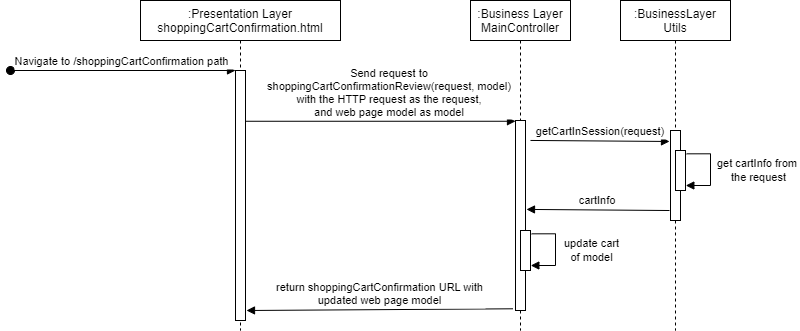 :Presentation Layer
shoppingCartConfirmation.html
:Business Layer
MainController
:BusinessLayer
Utils
Navigate to /shoppingCartConfirmation path
Send request to
shoppingCartConfirmationReview(request, model)
with the HTTP request as the request,
and web page model as model
getCartInSession(request)
get cartInfo from
the request
cartInfo
update cart
of model
return shoppingCartConfirmation URL with
updated web page model